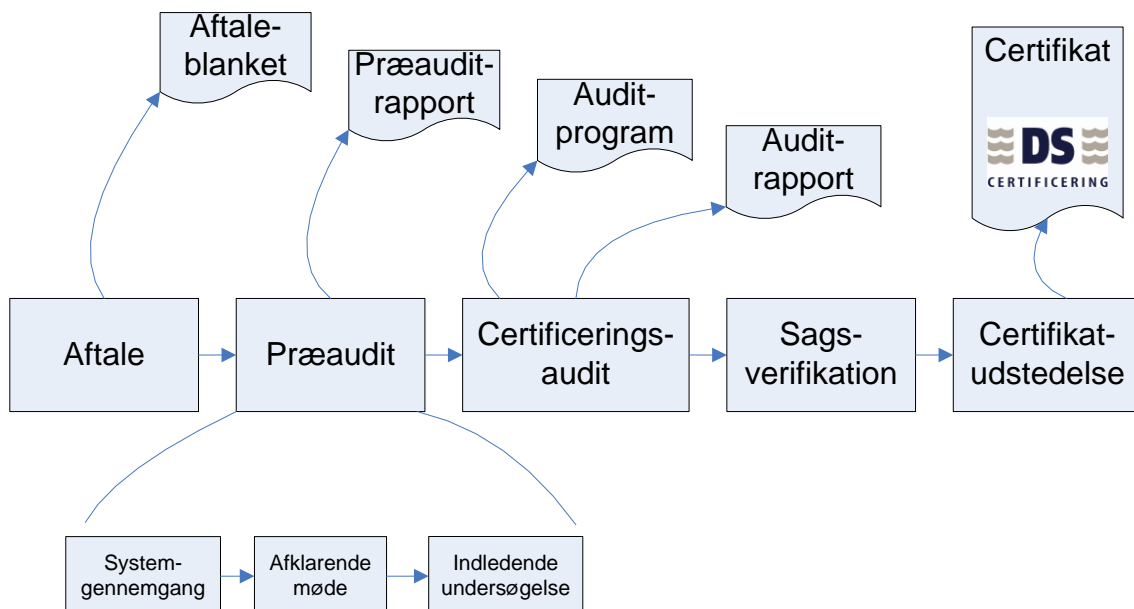 Aftale-
blanket
Præaudit-
rapport
Audit-
program
Audit-
rapport
Certifikat
DS
CERTIFICERING
Aftale
Præaudit
Certificerings-
audit
Sags-
verifikation
Certifikat-
udstedelse
System-
gennemgang
Afklarende
møde
Indledende
undersøgelse